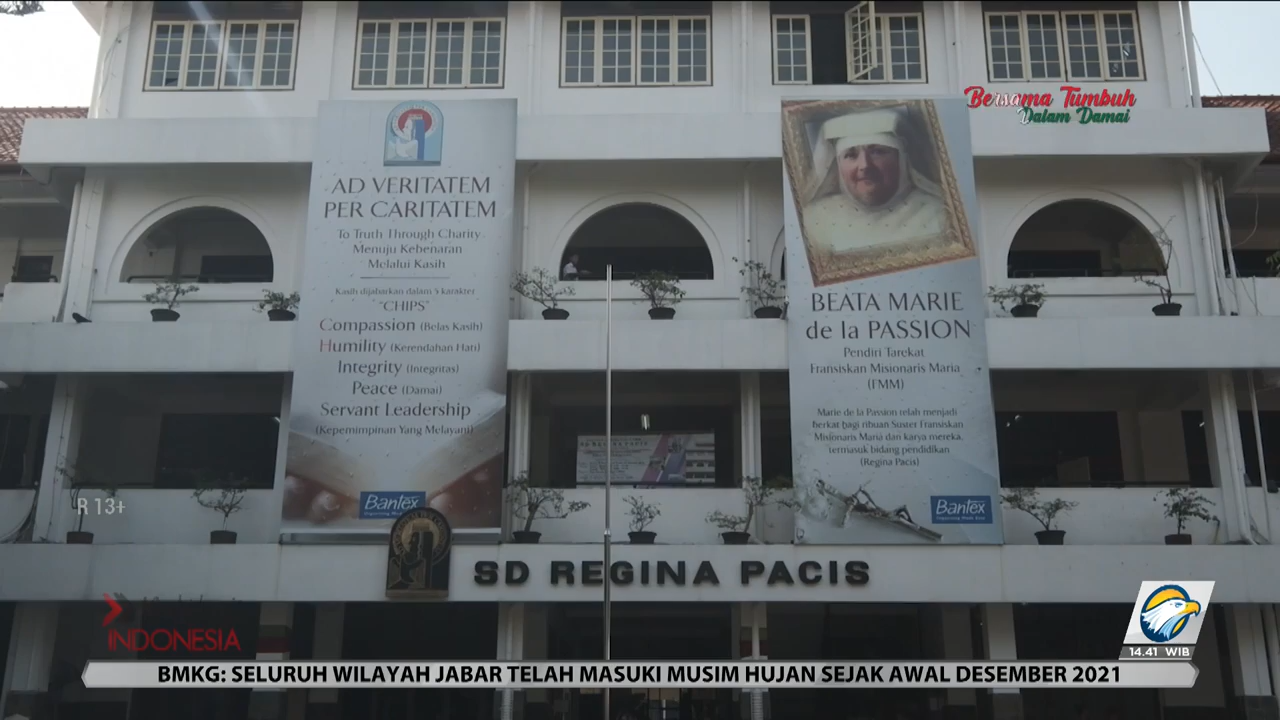 Bersama Tumbuh
Dalam Damai
AD VERITATEM
PER CARITATEM
To Truth Through Charity
Menuju Kebenaran
Melalui Kasih
Kasih dijabarkan dalam 5 karakter
"CHIPS"
Compassion (Belas Kasih)
Humility (Kerendahan Hati)
Integrity (Integritas)
Peace (Damai)
Servant Leadership
(Kepemimpinan Yang Melayani)
Bantex
BEATA MARIE
de la PASSION
Pendiri Tarekat
Fransiskan Misionaris Maria
(FMM)
Marie de la Passion telah menjadi
berkat bagi ribuan Suster Fransiskan
Misionaris Maria dan karya mereka,
termasuk bidang pendidikan
(Regina Pacis)
Bantex
R 13+
SD REGINA PACIS
INDONESIA
14.41 WIB
BMKG: SELURUH WILAYAH JABAR TELAH MASUKI MUSIM HUJAN SEJAK AWAL DESEMBER 2021